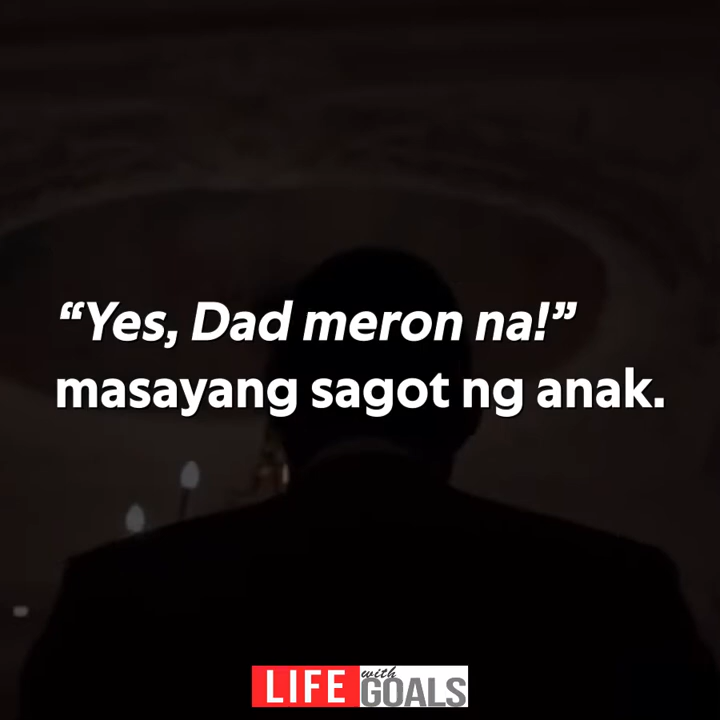 “Yes, Dad meron na!”
masayang sagot ng anak.
LIFE with GOALS